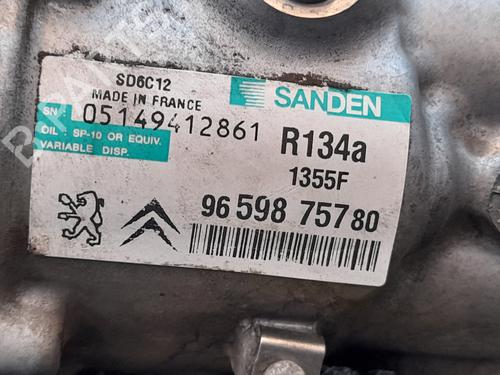 SD6C12
MADE IN FRANCE
SANDEN
SN: 05149412861
OIL: SP-10 OR EQUIV.
VARIABLE DISP.
R134a
1355F
96 598 757 80